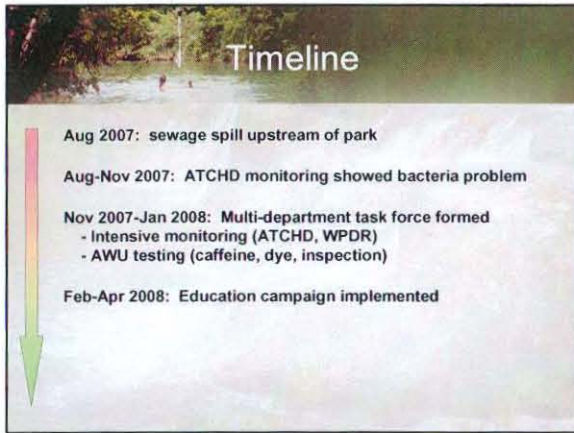 Timeline
Aug 2007: sewage spill upstream of park
Aug-Nov 2007: ATCHD monitoring showed bacteria problem
Nov 2007-Jan 2008: Multi-department task force formed
- Intensive monitoring (ATCHD, WPDR)
- AWU testing (caffeine, dye, inspection)
Feb-Apr 2008: Education campaign implemented